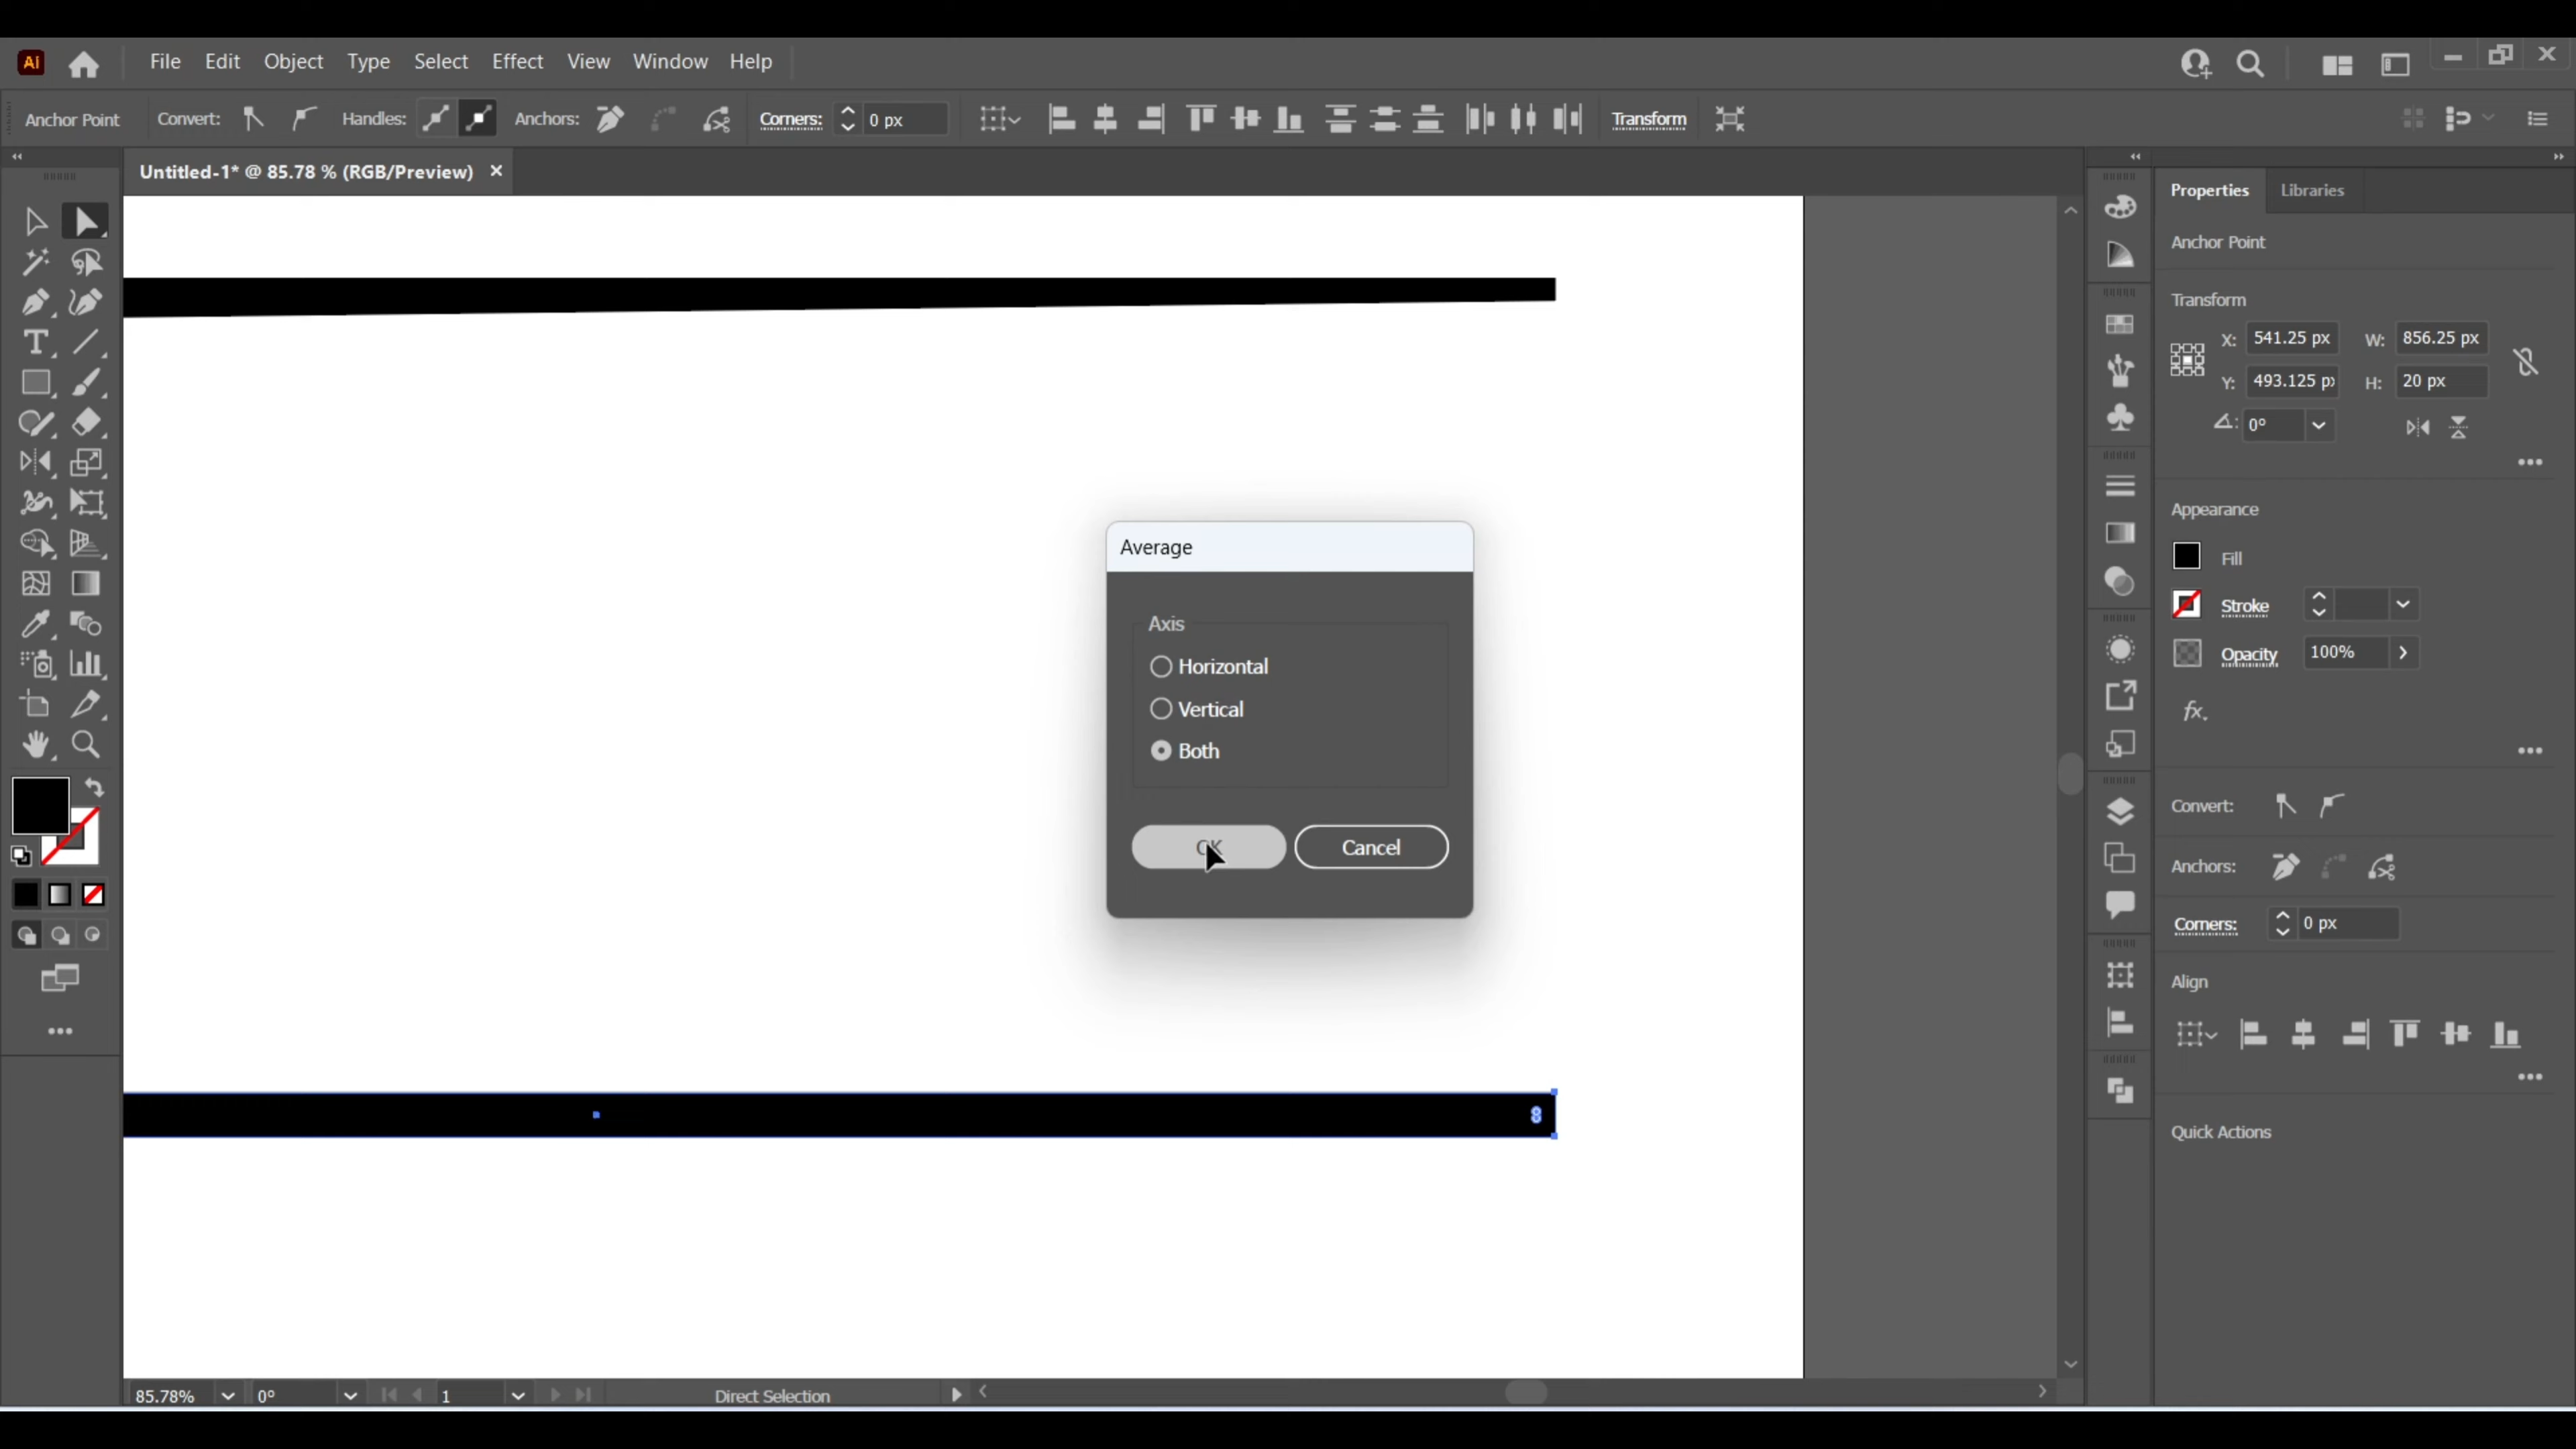 Ai File Edit Object Type Select Effect View Window Help
Anchor Point Convert: Handles: Anchors: Corners: 0 px Transform
Untitled-1* @ 85.78 % (RGB/Preview) ×
Properties Libraries
Anchor Point
Transform
X: 541.25 px W: 856.25 px
Y: 493.125 px H: 20 px
0°
Appearance
Fill
Stroke
Opacity 100%
fx.
Convert:
Anchors:
Corners: 0 px
Align
Quick Actions
Average
Axis
Horizontal
Vertical
Both
OK Cancel
85.78% 0° 1 Direct Selection